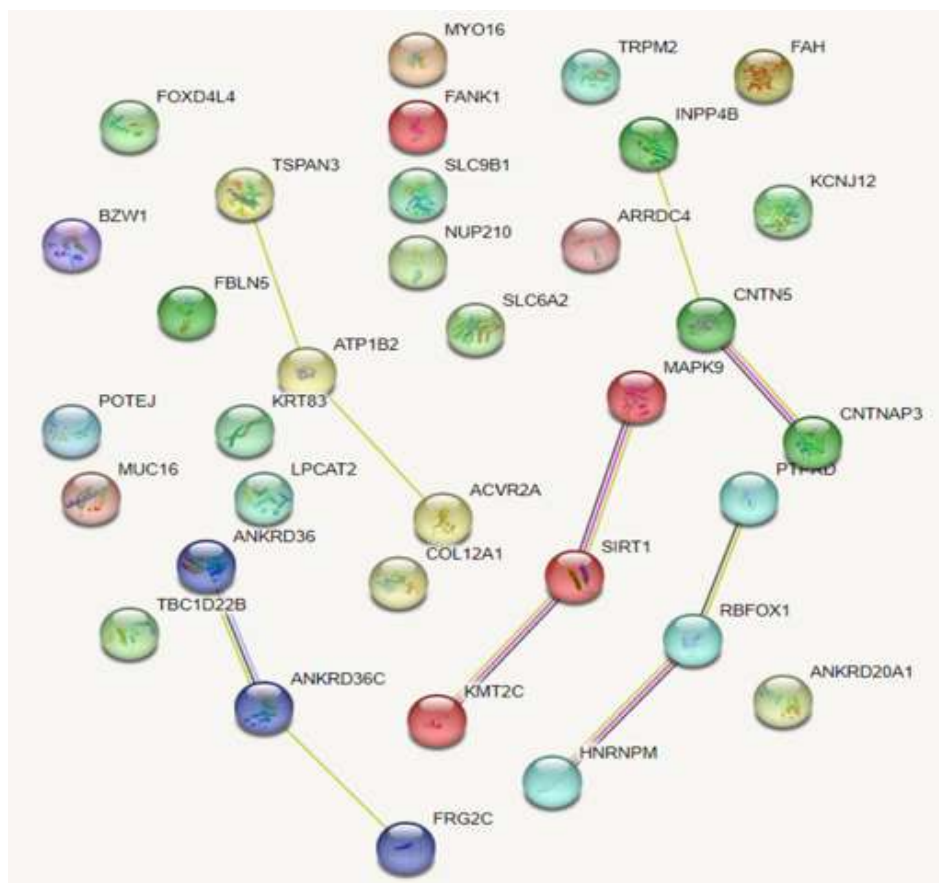 MYO16
TRPM2
FAH
FOXD4L4
FANK1
INPP4B
TSPAN3
SLC9B1
KCNJ12
BZW1
NUP210
ARRDC4
FBLN5
SLC6A2
CNTN5
ATP1B2
MAPK9
POTEJ
KRT83
CNTNAP3
MUC16
LPCAT2
PTPRD
ACVR2A
ANKRD36
COL12A1
SIRT1
TBC1D22B
RBFOX1
ANKRD36C
KMT2C
ANKRD20A1
HNRNPM
FRG2C